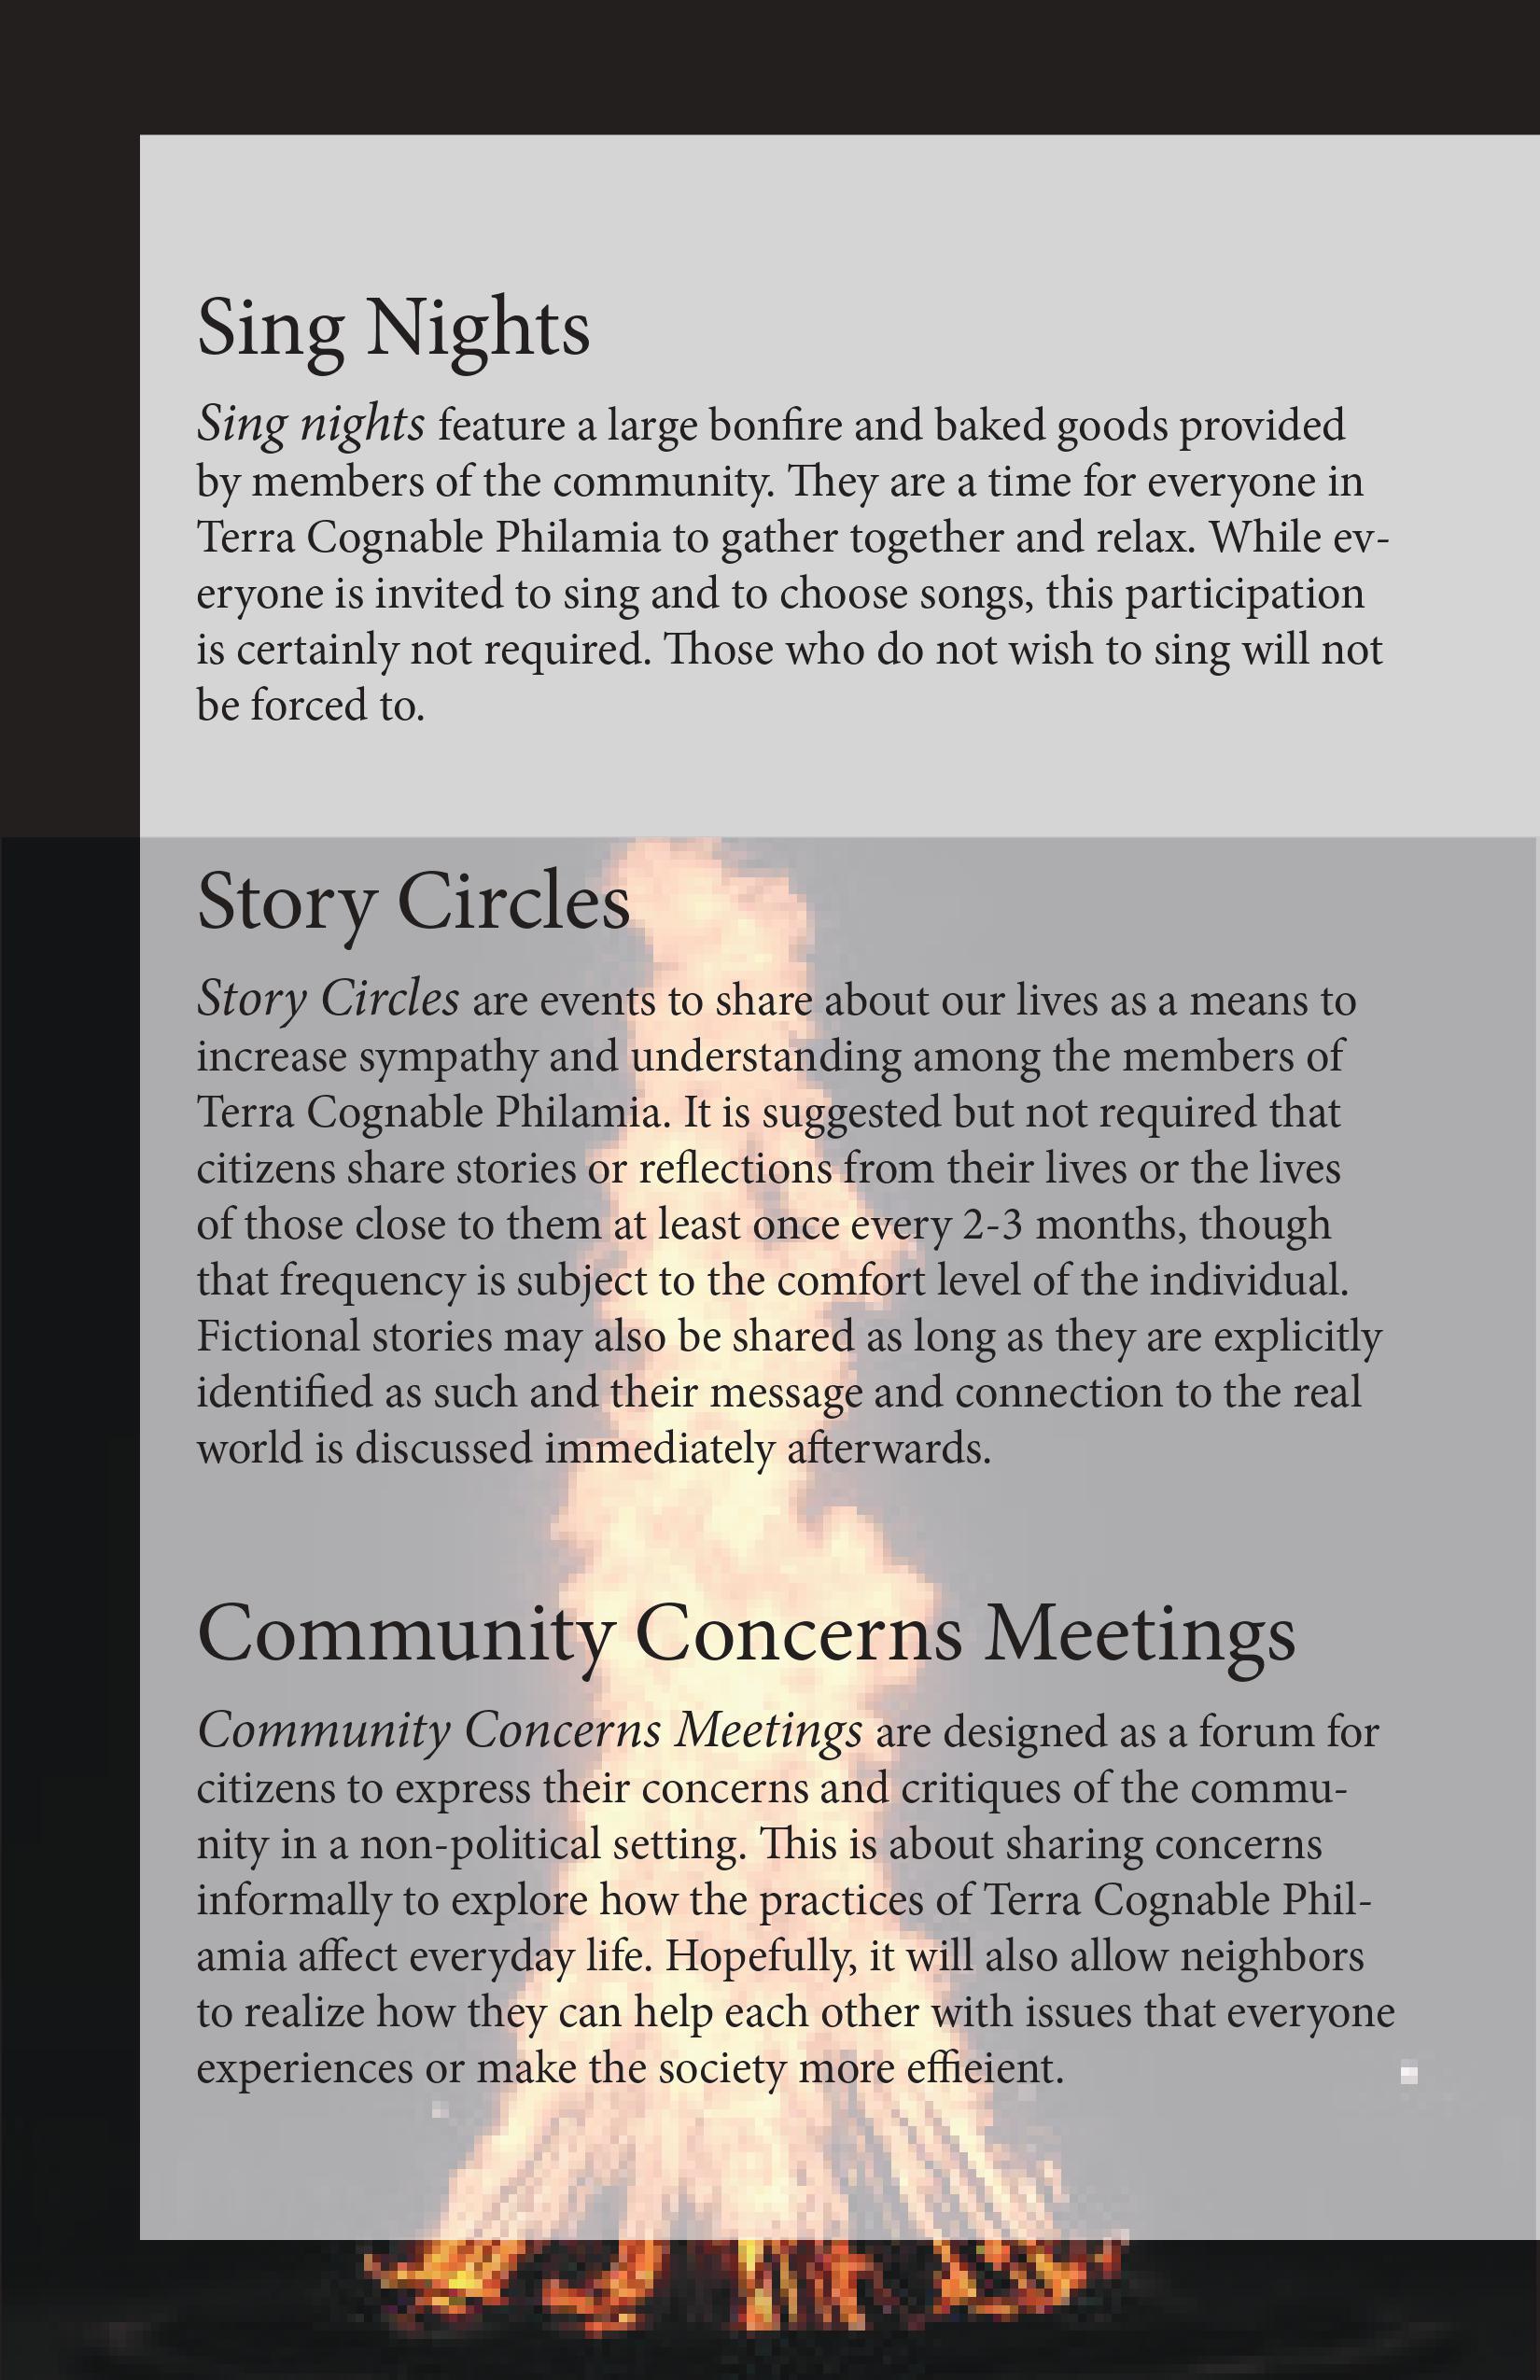 Sing Nights
Sing nights feature a large bonfire and baked goods provided
by members of the community. They are a time for everyone in
Terra Cognable Philamia to gather together and relax. While ev-
eryone is invited to sing and to choose songs, this participation
is certainly not required. Those who do not wish to sing will not
be forced to.
Story Circles
Story Circles are events to share about our lives as a means to
increase sympathy and understanding among the members of
Terra Cognable Philamia. It is suggested but not required that
citizens share stories or reflections from their lives or the lives
of those close to them at least once every 2-3 months, though
that frequency is subject to the comfort level of the individual.
Fictional stories may also be shared as long as they are explicitly
identified as such and their message and connection to the real
world is discussed immediately afterwards.
Community Concerns Meetings
Community Concerns Meetings are designed as a forum for
citizens to express their concerns and critiques of the commu-
nity in a non-political setting. This is about sharing concerns
informally to explore how the practices of Terra Cognable Phil-
amia affect everyday life. Hopefully, it will also allow neighbors
to realize how they can help each other with issues that everyone
experiences or make the society more effieient.